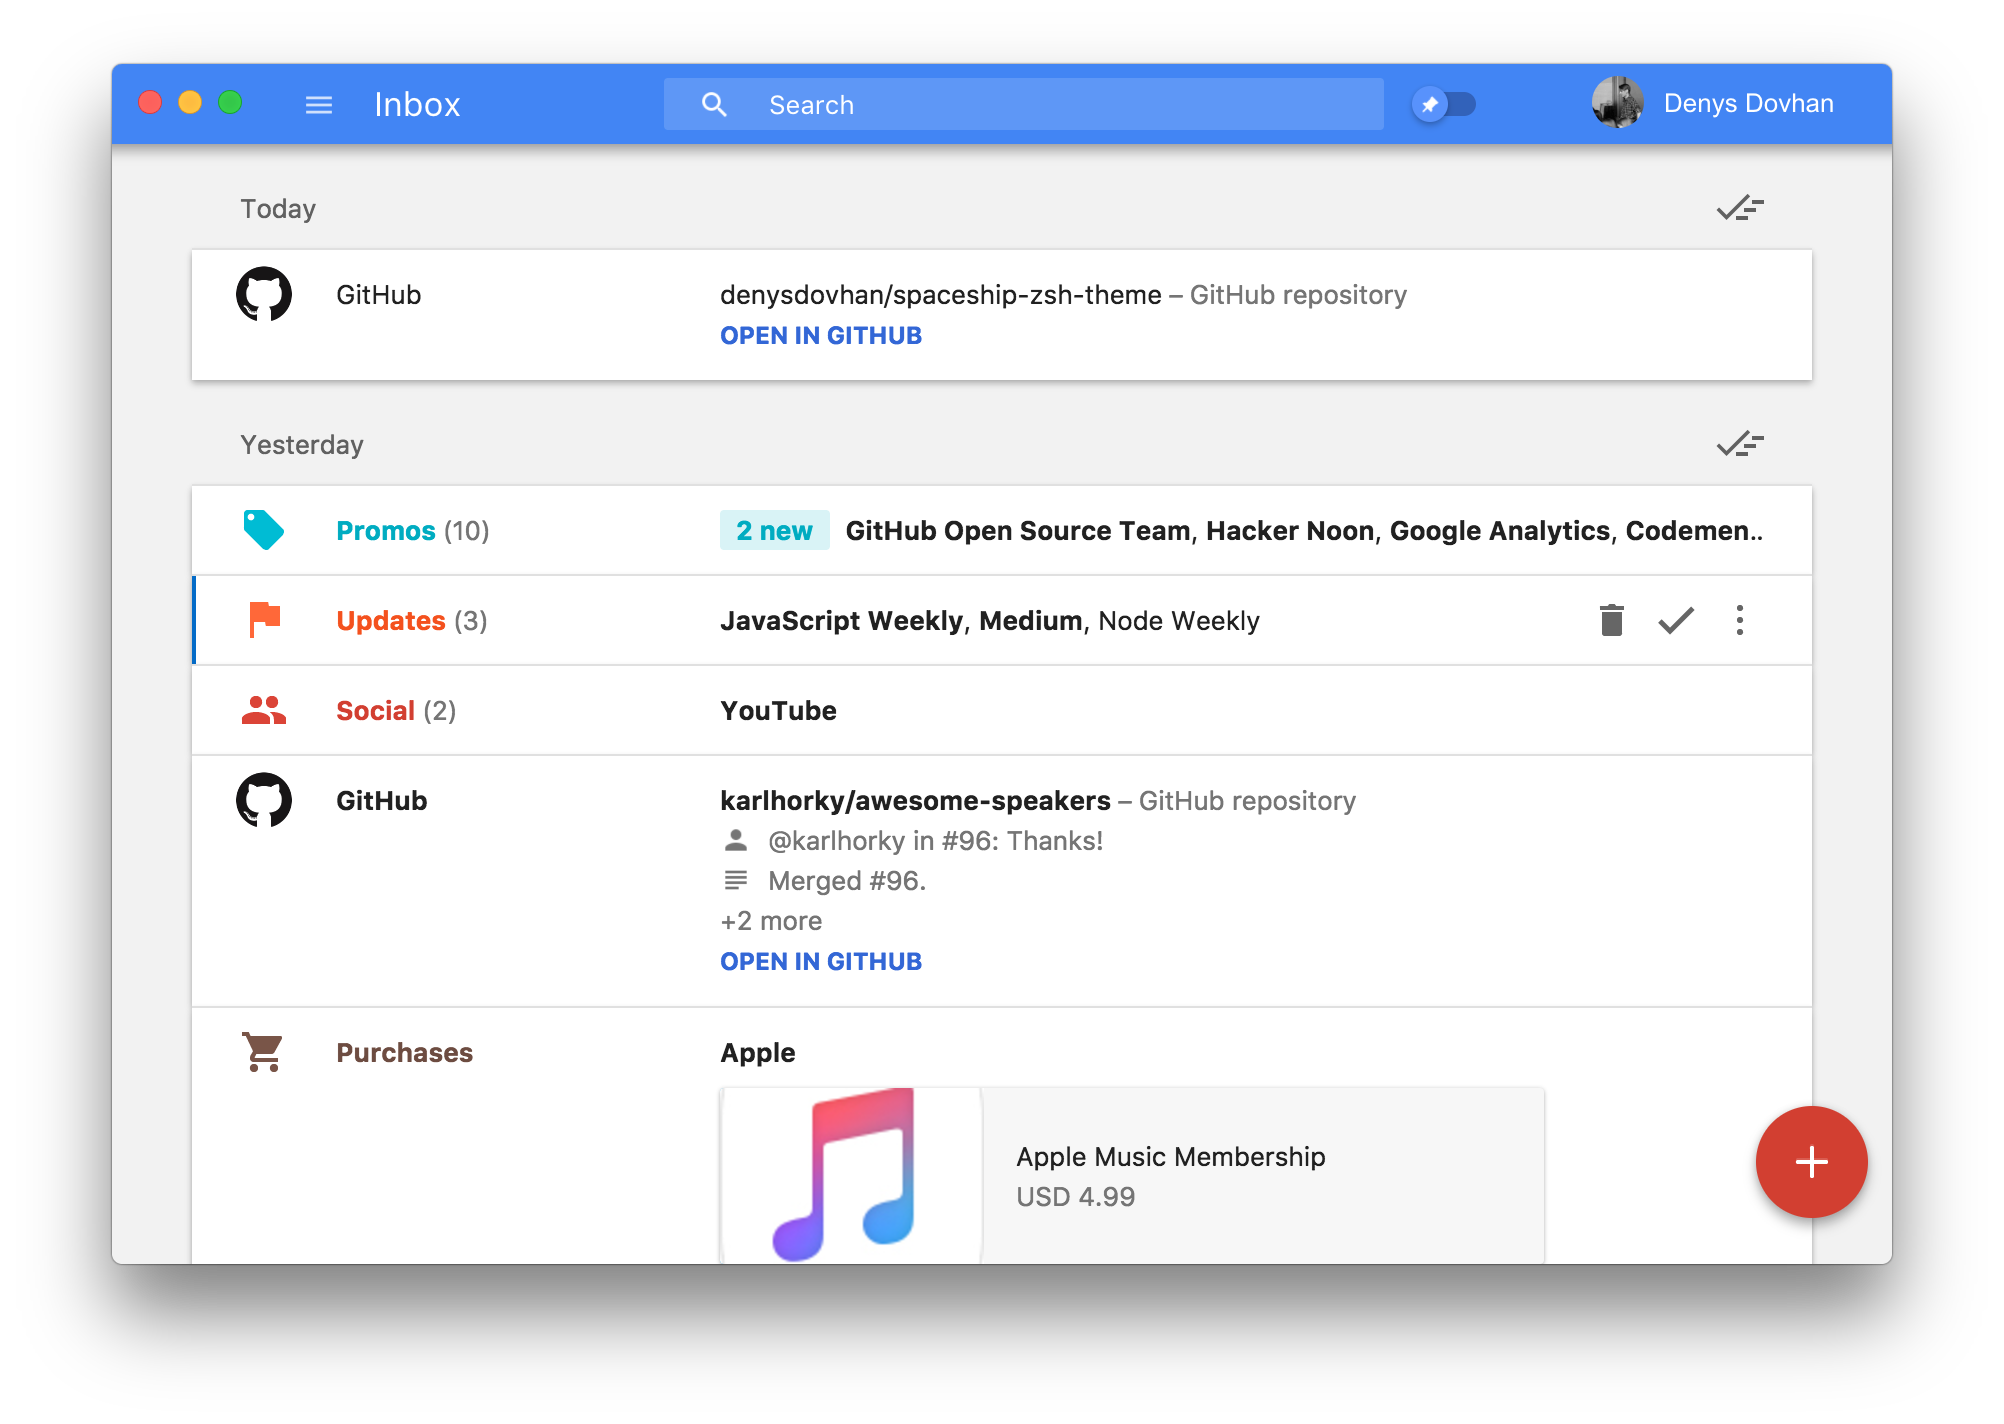 Inbox
Search
Denys Dovhan
Today
GitHub
denysdovhan/spaceship-zsh-theme – GitHub repository
OPEN IN GITHUB
Yesterday
Promos (10)
2 new GitHub Open Source Team, Hacker Noon, Google Analytics, Codemen..
Updates (3)
JavaScript Weekly, Medium, Node Weekly
Social (2)
YouTube
GitHub
karlhorky/awesome-speakers – GitHub repository
@karlhorky in #96: Thanks!
Merged #96.
+2 more
OPEN IN GITHUB
Purchases
Apple
Apple Music Membership
USD 4.99